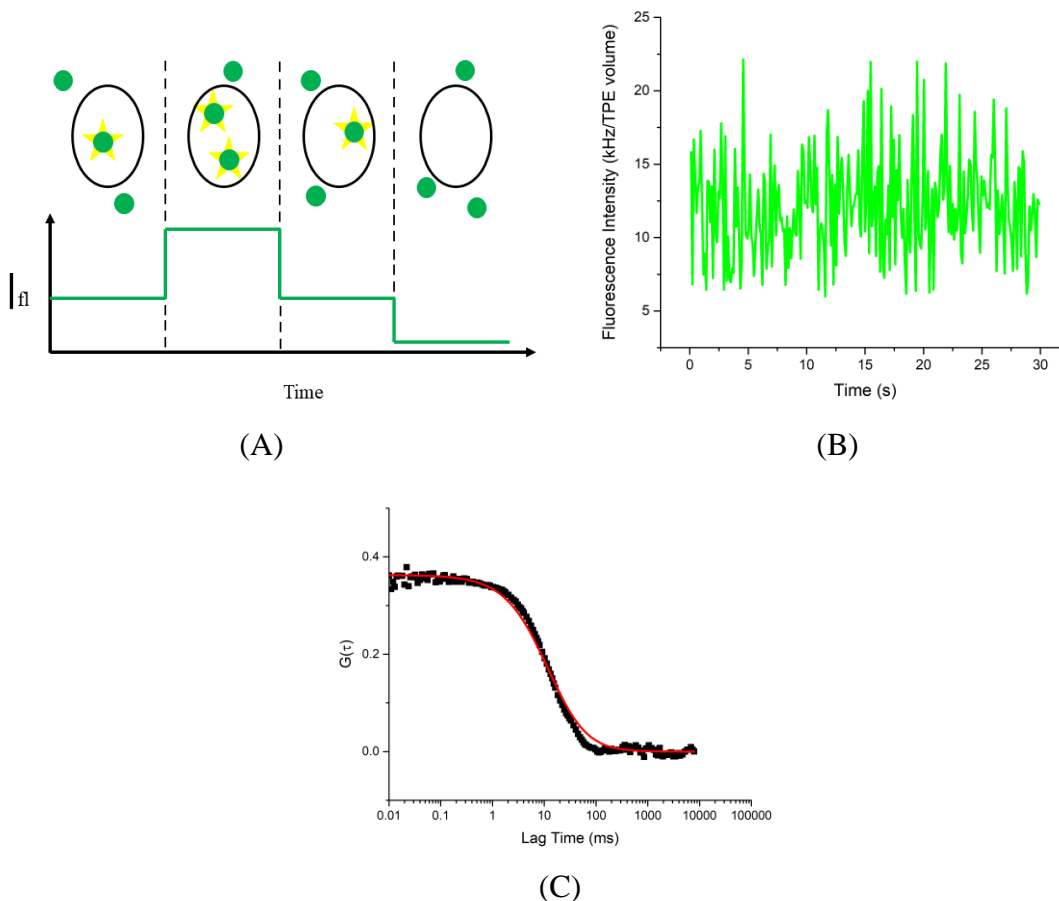 I fl
Time
(A)
25
20
15
10
5
Fluorescence Intensity (kHz/TPE volume)
0 5 10 15 20 25 30
Time (s)
(B)
0.4
0.2
0.0
G(τ)
0.01 0.1 1 10 100 1000 10000 100000
Lag Time (ms)
(C)